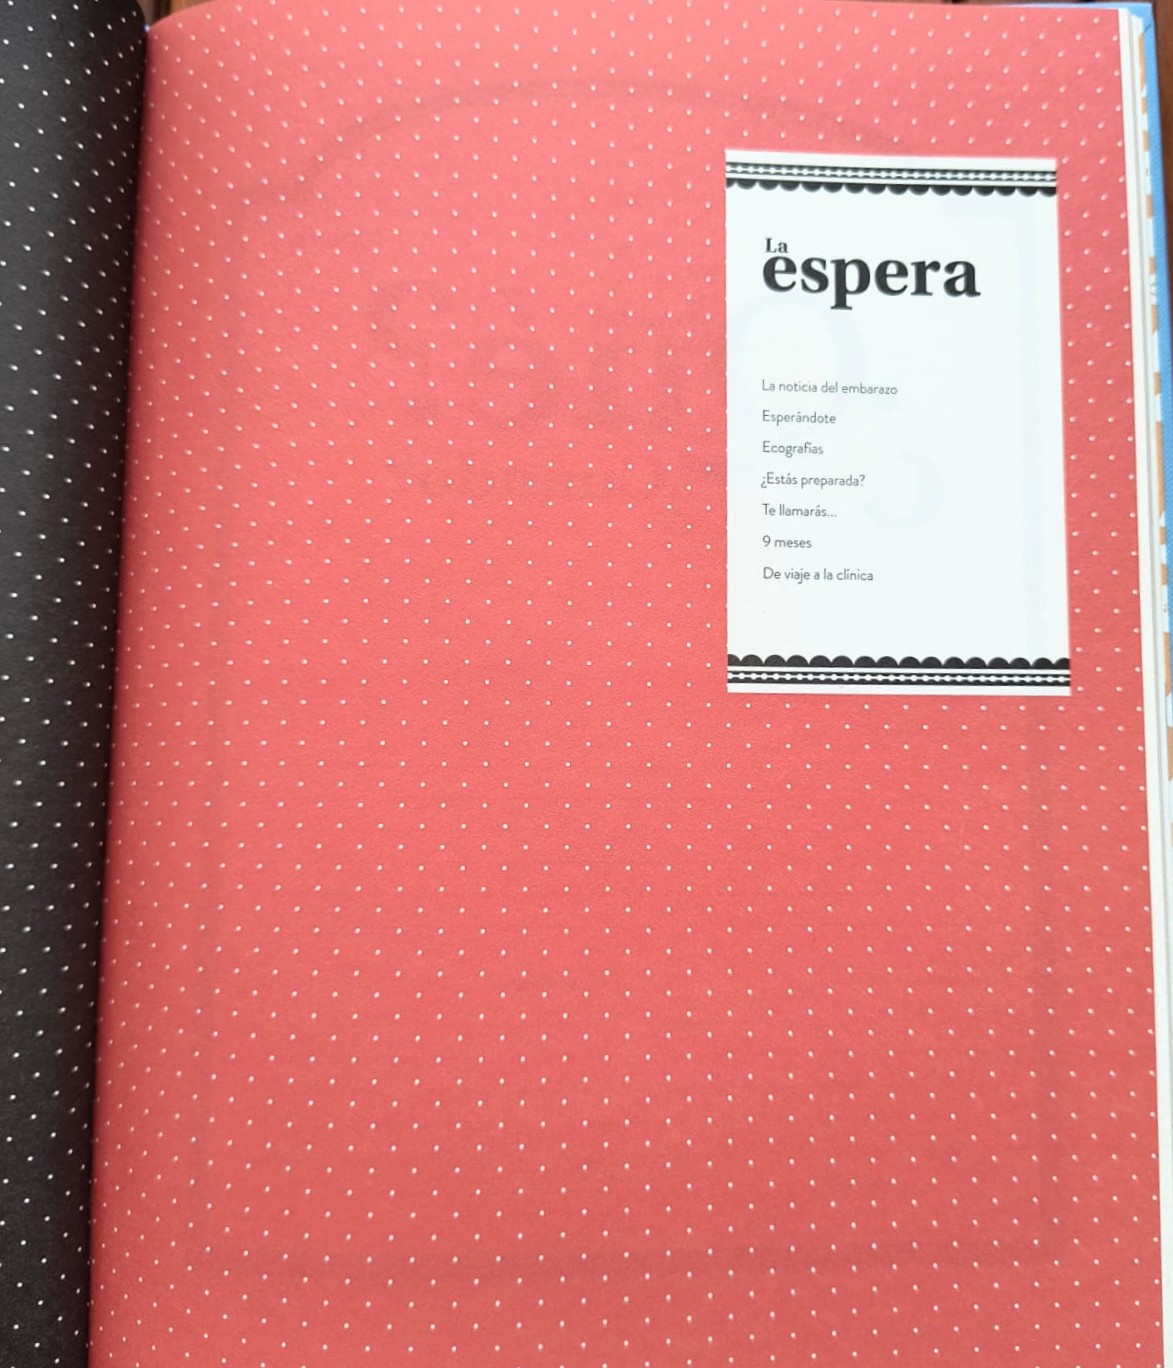 La
espera
La noticia del embarazo
Esperándote
Ecografías
¿Estás preparada?
Te llamarás...
9 meses
De viaje a la clínica